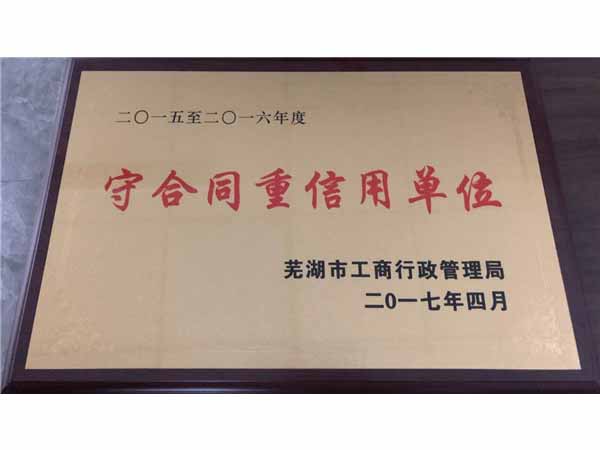 二〇一五至二〇一六年度
守合同重信用单位
芜湖市工商行政管理局
二0一七年四月